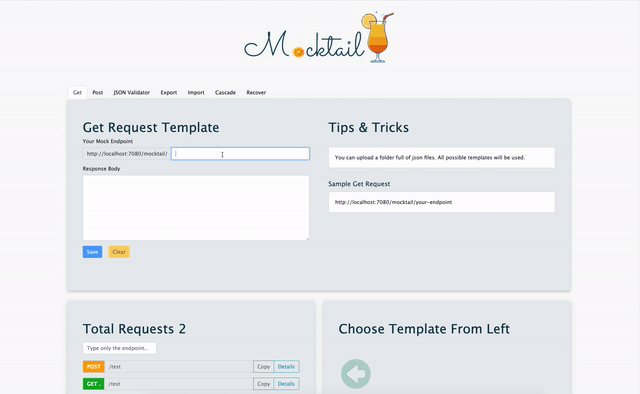 Mocktail
Get Post JSON Validator Export Import Cascade Recover
Get Request Template
Your Mock Endpoint
http://localhost:7080/mocktail/
Response Body
Save Clear
Tips & Tricks
You can upload a folder full of json files. All possible templates will be used.
Sample Get Request
http://localhost:7080/mocktail/your-endpoint
Total Requests 2
Type only the endpoint..
POST /test Copy Details
GET . /test Copy Details
Choose Template From Left